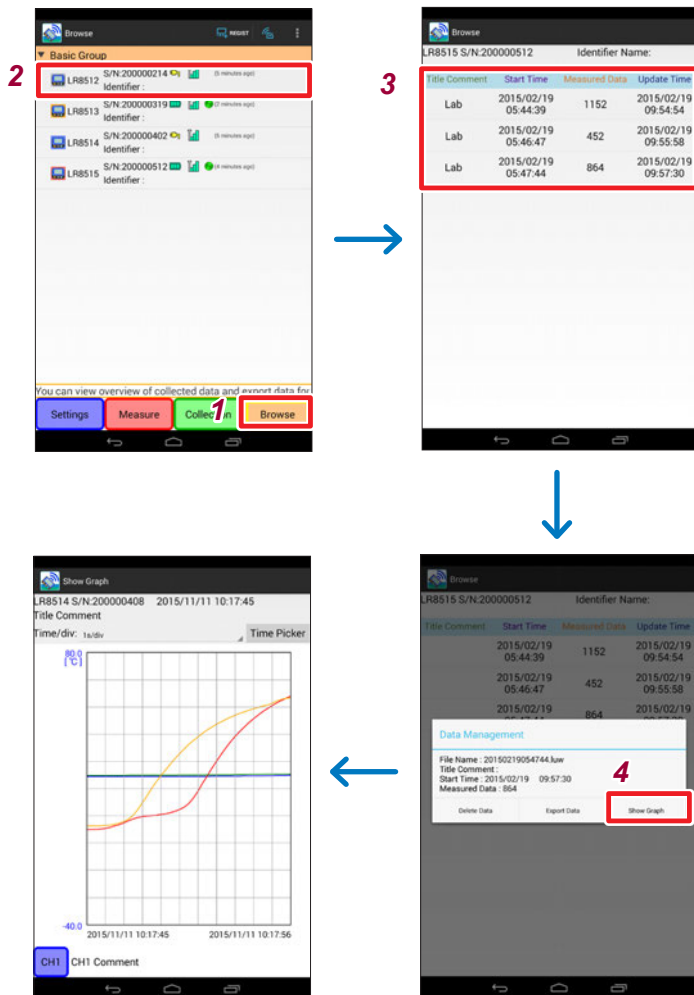 Browse
REGIST
Basic Group
2
LR8512
S/N:200000214
(5 minutes ago)
Identifier :
LR8513
S/N:200000319
(7 minutes ago)
Identifier :
LR8514
S/N:200000402
(5 minutes ago)
Identifier :
LR8515
S/N:200000512
(4 minutes ago)
Identifier :
You can view overview of collected data and export data for
1
Settings
Measure
Browse
Browse
LR8515 S/N:200000512 Identifier Name:
3
Title Comment Start Time Measured Data Update Time
Lab 2015/02/19 05:44:39 1152 2015/02/19 09:54:54
Lab 2015/02/19 05:46:47 452 2015/02/19 09:55:58
Lab 2015/02/19 05:47:44 864 2015/02/19 09:57:30
Browse
LR8515 S/N:200000512 Identifier Name:
Title Comment Start Time Measured Data Update Time
2015/02/19 05:44:39 1152 2015/02/19 09:54:54
2015/02/19 05:46:47 452 2015/02/19 09:55:58
2015/02/19 864 2015/02/19
Data Management
File Name : 20150219054744.luw
Title Comment :
Start Time : 2015/02/19 09:57:30
Measured Data : 864
4
Delete Data
Export Data
Show Graph
Show Graph
LR8514 S/N:200000408 2015/11/11 10:17:45
Title Comment
Time/div: 1s/div
Time Picker
80.0
[°C]
-40.0
2015/11/11 10:17:45
2015/11/11 10:17:56
CH1
CH1 Comment